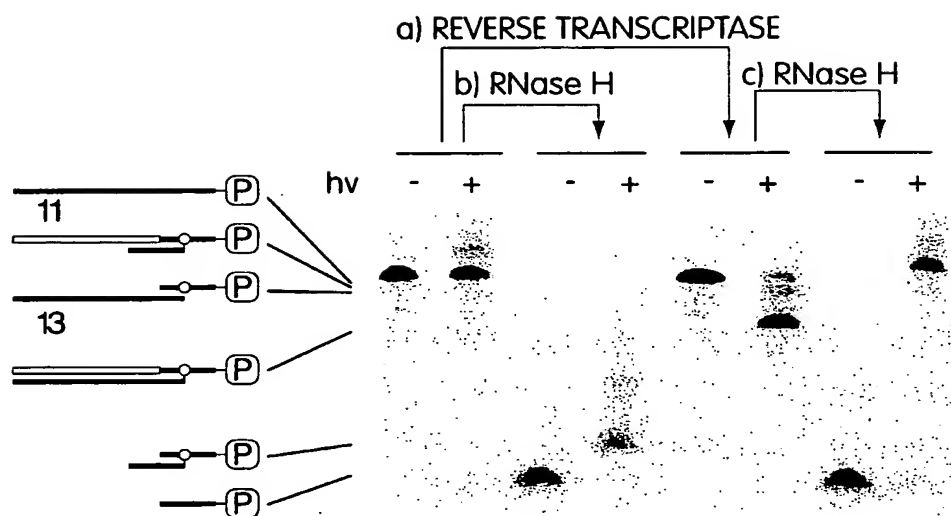 a) REVERSE TRANSCRIPTASE
b) RNase H
c) RNase H
hν - + - + - + - +
P
11
P
P
13
P
P
P